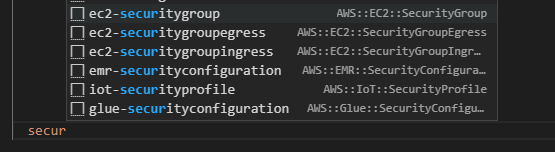 ec2-securitygroup AWS::EC2::SecurityGroup
ec2-securitygroupegress AWS::EC2::SecurityGroupEgress
ec2-securitygroupingress AWS::EC2::SecurityGroupIngr…
emr-securityconfiguration AWS::EMR::SecurityConfigura…
iot-securityprofile AWS::IoT::SecurityProfile
glue-securityconfiguration AWS::Glue::SecurityConfigu…
secur